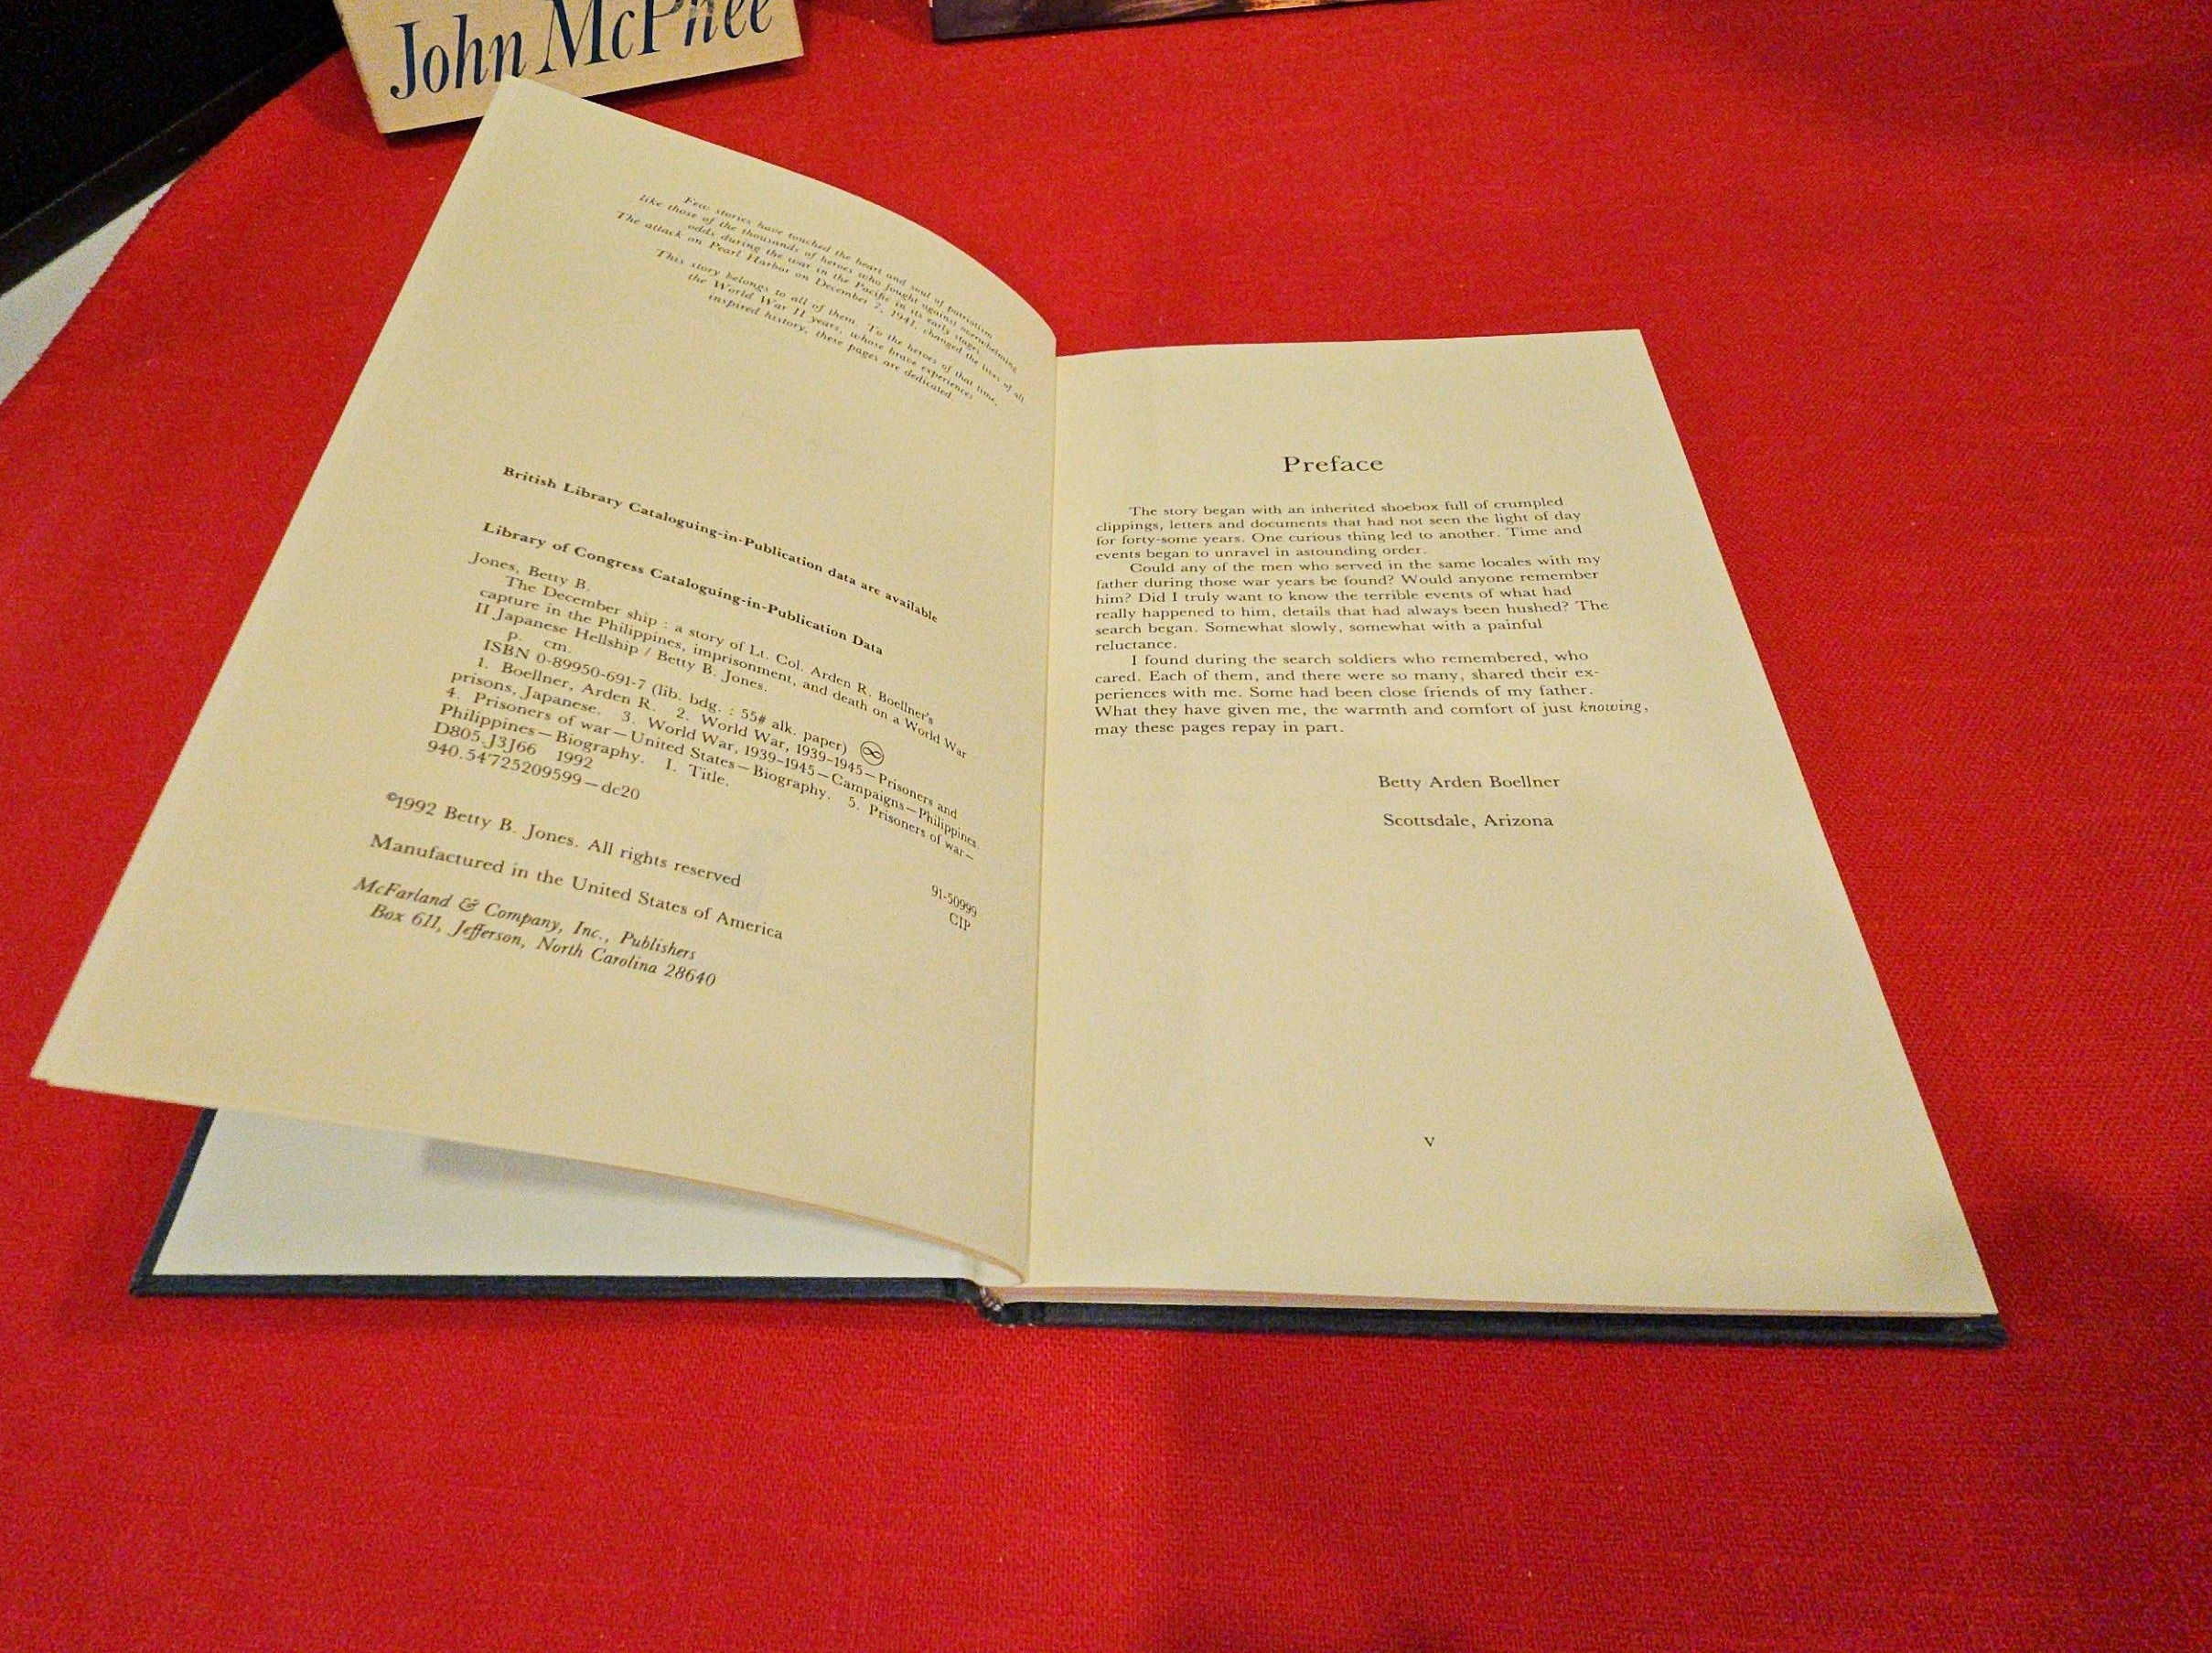 John McPhee
Few stories have touched the heart and soul of patriotism
like those of the thousands of heroes who fought against overwhelming
odds during the war in the Pacific in its early stages.
The attack on Pearl Harbor on December 7, 1941, changed the lives of all
This story belongs to all of them. To the heroes of that time,
the World War II years, whose brave experiences
inspired history, these pages are dedicated.
British Library Cataloguing-in-Publication data are available
Library of Congress Cataloguing-in-Publication Data
Jones, Betty B.
The December ship : a story of Lt. Col. Arden R. Boellner's
capture in the Philippines, imprisonment, and death on a World War
II Japanese Hellship / Betty B. Jones.
p. cm.
ISBN 0-89950-691-7 (lib. bdg. : 55# alk. paper) ∞
1. Boellner, Arden R. 2. World War, 1939-1945—Prisoners and
prisons, Japanese. 3. World War, 1939-1945—Campaigns—Philippines.
4. Prisoners of war—United States—Biography. 5. Prisoners of war—
Philippines—Biography. I. Title.
D805.J3J66 1992
940.54'725209599—dc20
91-50999
CIP
©1992 Betty B. Jones. All rights reserved
Manufactured in the United States of America
McFarland & Company, Inc., Publishers
Box 611, Jefferson, North Carolina 28640
Preface
The story began with an inherited shoebox full of crumpled
clippings, letters and documents that had not seen the light of day
for forty-some years. One curious thing led to another. Time and
events began to unravel in astounding order.
Could any of the men who served in the same locales with my
father during those war years be found? Would anyone remember
him? Did I truly want to know the terrible events of what had
really happened to him, details that had always been hushed? The
search began. Somewhat slowly, somewhat with a painful
reluctance.
I found during the search soldiers who remembered, who
cared. Each of them, and there were so many, shared their ex-
periences with me. Some had been close friends of my father.
What they have given me, the warmth and comfort of just knowing,
may these pages repay in part.
Betty Arden Boellner
Scottsdale, Arizona
v